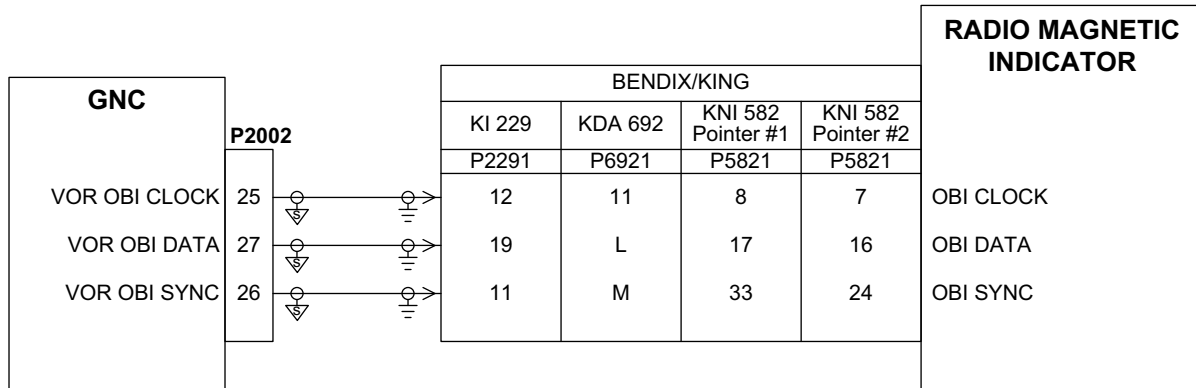 RADIO MAGNETIC
INDICATOR
BENDIX/KING
GNC
KI 229 KDA 692 KNI 582 Pointer #1 KNI 582 Pointer #2
P2002
P2291 P6921 P5821 P5821
VOR OBI CLOCK 25 S 12 11 8 7 OBI CLOCK
VOR OBI DATA 27 S 19 L 17 16 OBI DATA
VOR OBI SYNC 26 S 11 M 33 24 OBI SYNC